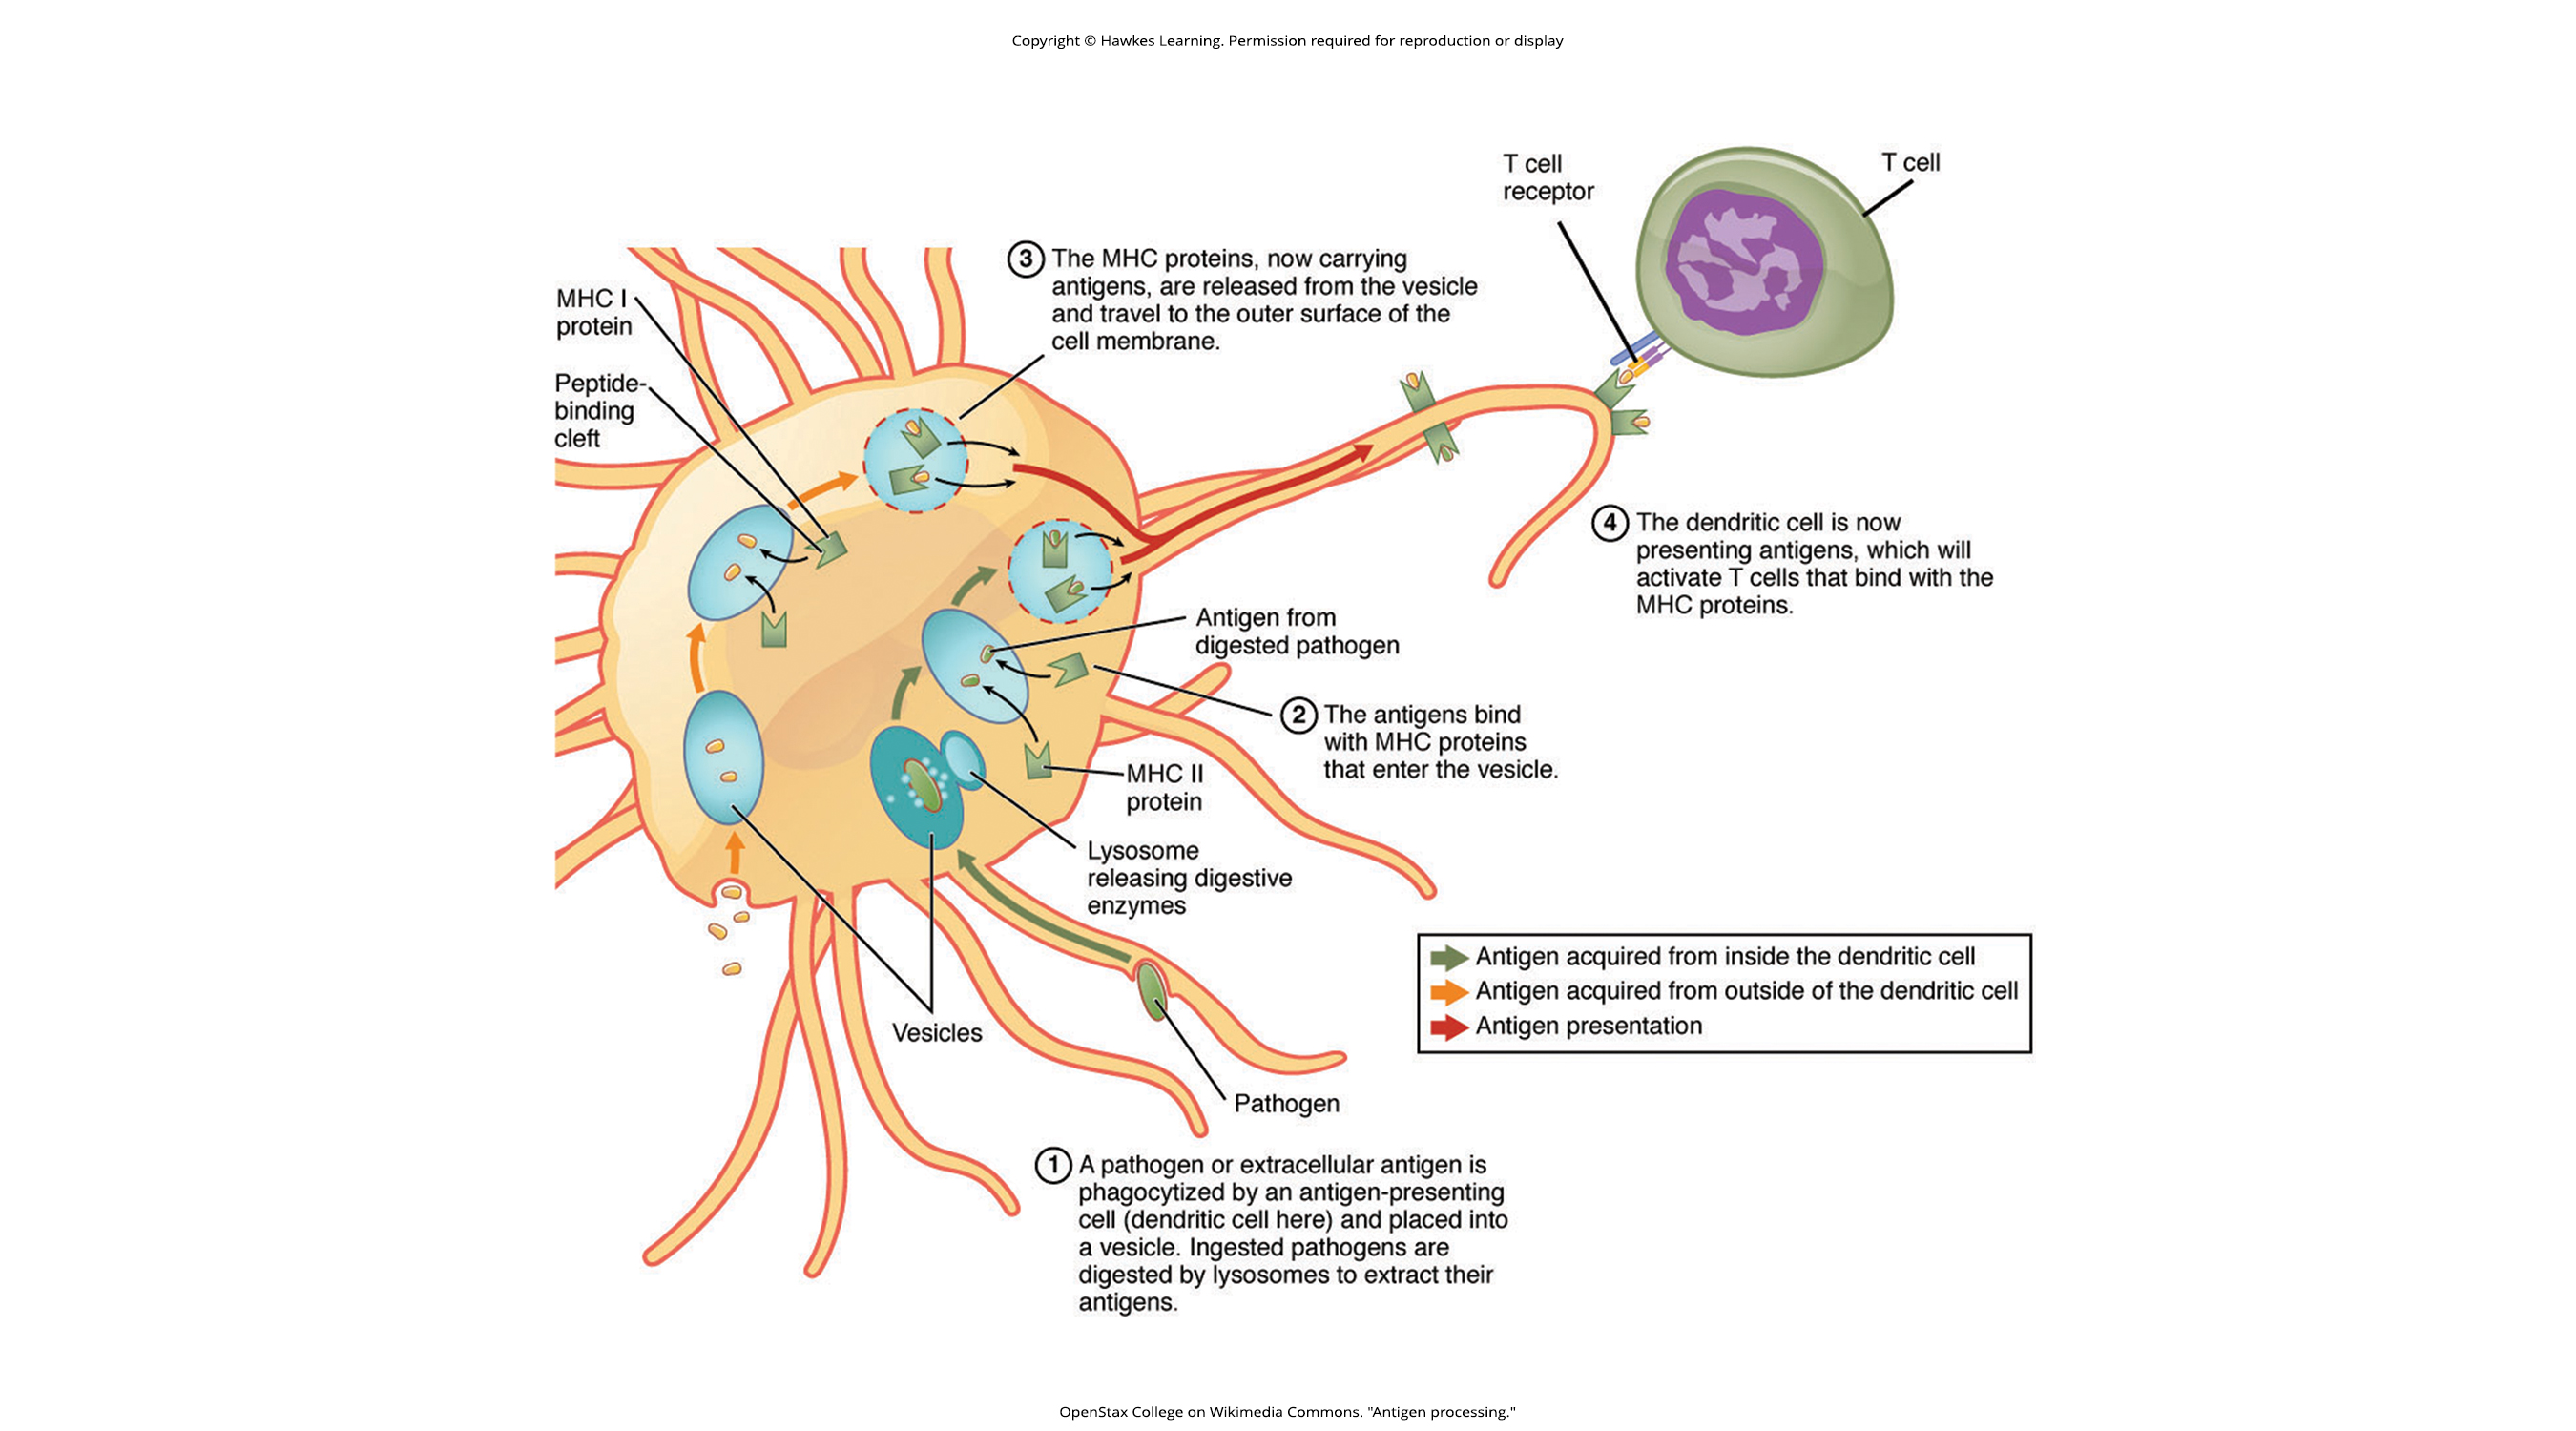 Copyright © Hawkes Learning. Permission required for reproduction or display
T cell
receptor
T cell
3 The MHC proteins, now carrying
antigens, are released from the vesicle
and travel to the outer surface of the
cell membrane.
MHC I
protein
Peptide-
binding
cleft
4 The dendritic cell is now
presenting antigens, which will
activate T cells that bind with the
MHC proteins.
Antigen from
digested pathogen
2 The antigens bind
with MHC proteins
that enter the vesicle.
MHC II
protein
Lysosome
releasing digestive
enzymes
Vesicles
Antigen acquired from inside the dendritic cell
Antigen acquired from outside of the dendritic cell
Antigen presentation
Pathogen
1 A pathogen or extracellular antigen is
phagocytized by an antigen-presenting
cell (dendritic cell here) and placed into
a vesicle. Ingested pathogens are
digested by lysosomes to extract their
antigens.
OpenStax College on Wikimedia Commons. "Antigen processing."